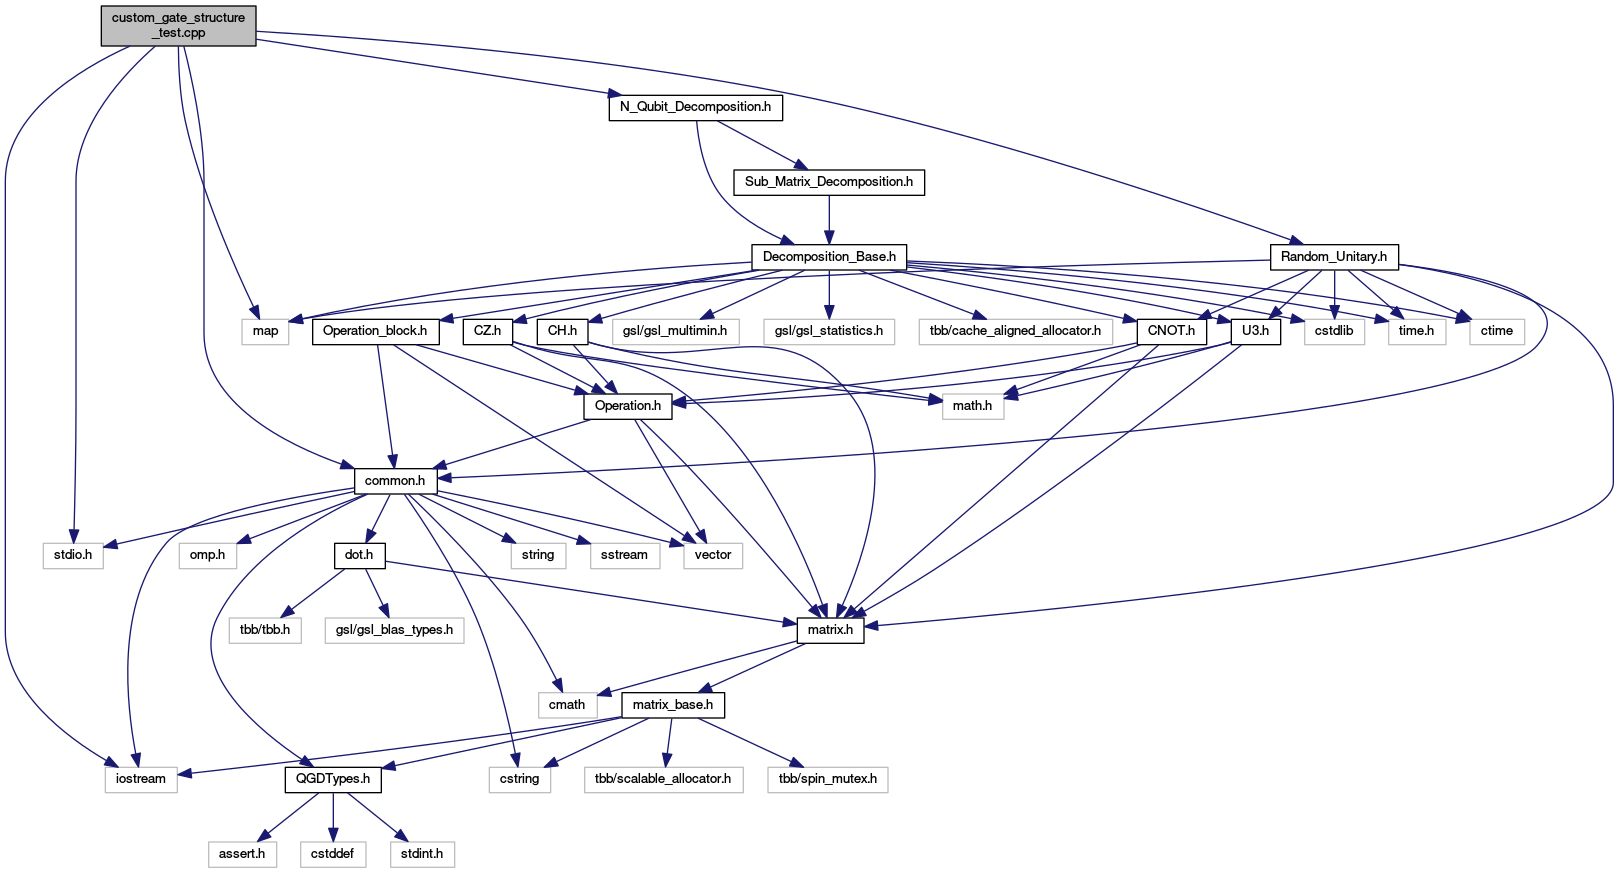 custom_gate_structure
_test.cpp
N_Qubit_Decomposition.h
Sub_Matrix_Decomposition.h
Decomposition_Base.h
Random_Unitary.h
map
Operation_block.h
CZ.h
CH.h
gsl/gsl_multimin.h
gsl/gsl_statistics.h
tbb/cache_aligned_allocator.h
CNOT.h
U3.h
cstdlib
time.h
ctime
Operation.h
math.h
common.h
stdio.h
omp.h
dot.h
string
sstream
vector
tbb/tbb.h
gsl/gsl_blas_types.h
matrix.h
cmath
matrix_base.h
iostream
QGDTypes.h
cstring
tbb/scalable_allocator.h
tbb/spin_mutex.h
assert.h
cstddef
stdint.h